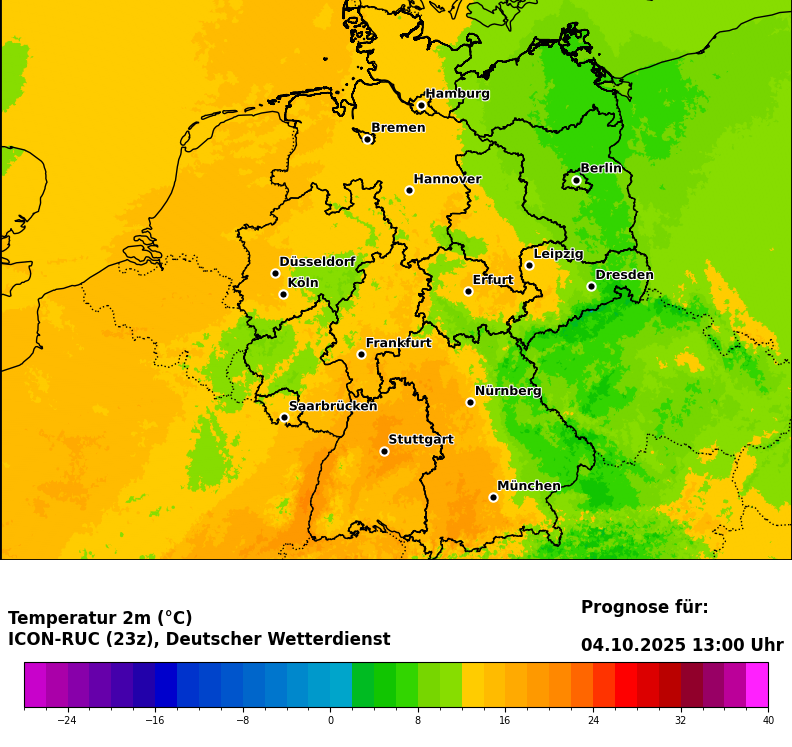 Hamburg
Bremen
Berlin
Hannover
Leipzig
Düsseldorf
Dresden
Erfurt
Köln
Frankfurt
Nürnberg
Saarbrücken
Stuttgart
München
Temperatur 2m (°C)
ICON-RUC (23z), Deutscher Wetterdienst
Prognose für:
04.10.2025 13:00 Uhr
−24 −16 −8 0 8 16 24 32 40